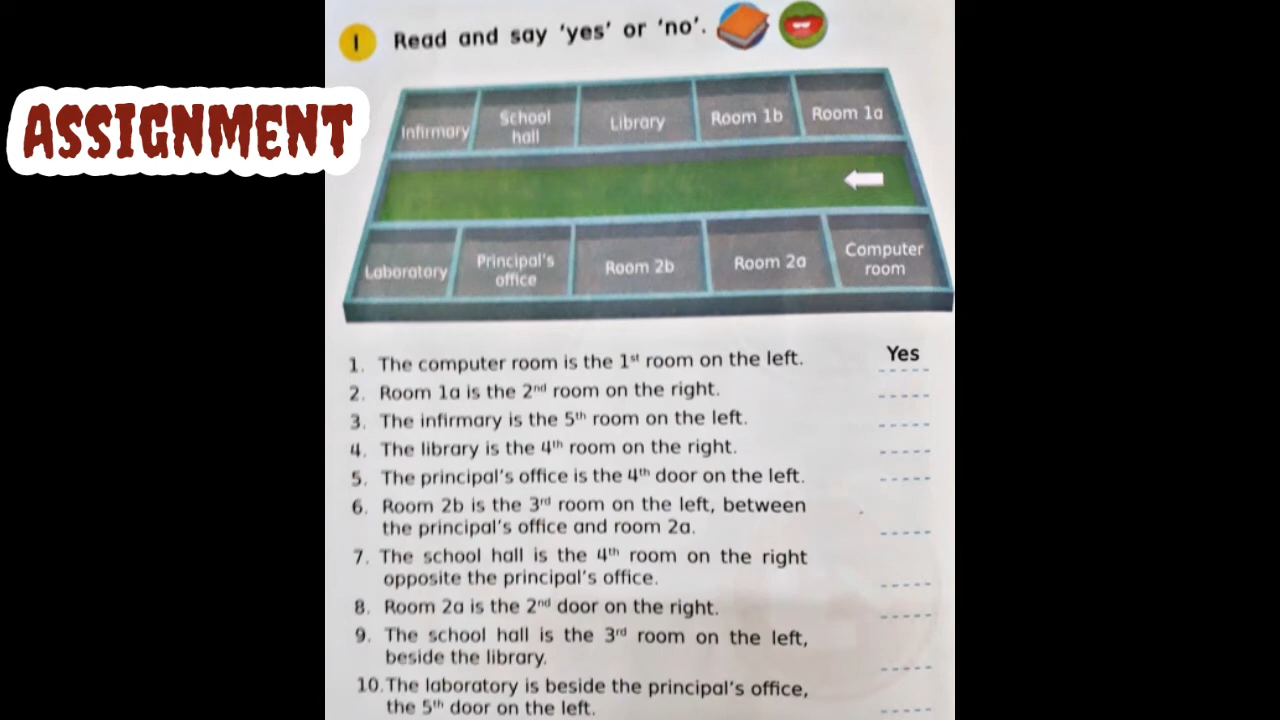 ASSIGNMENT
1 Read and say ‘yes’ or ‘no’.
Infirmary
School
hall
Library
Room 1b
Room 1a
Laboratory
Principal's
office
Room 2b
Room 2a
Computer
room
1. The computer room is the 1st room on the left. Yes
2. Room 1a is the 2nd room on the right.
3. The infirmary is the 5th room on the left.
4. The library is the 4th room on the right.
5. The principal's office is the 4th door on the left.
6. Room 2b is the 3rd room on the left, between
the principal's office and room 2a.
7. The school hall is the 4th room on the right
opposite the principal's office.
8. Room 2a is the 2nd door on the right.
9. The school hall is the 3rd room on the left,
beside the library.
10. The laboratory is beside the principal's office,
the 5th door on the left.